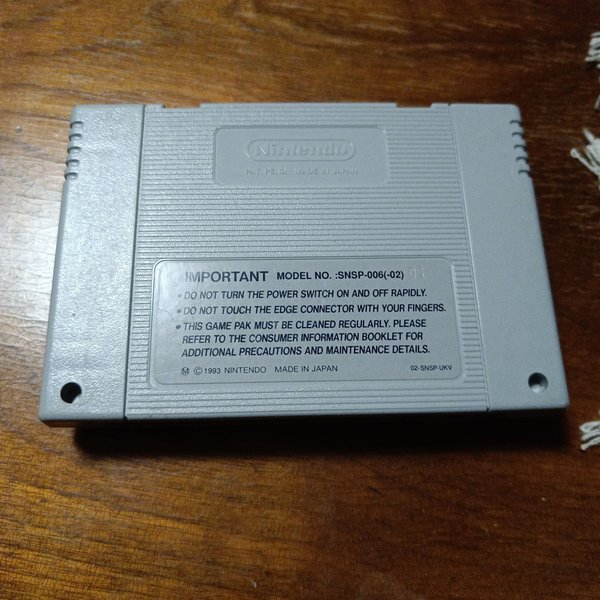 Nintendo
PAT. PEND. MADE IN JAPAN
IMPORTANT MODEL NO. :SNSP-006(-02)
• DO NOT TURN THE POWER SWITCH ON AND OFF RAPIDLY.
• DO NOT TOUCH THE EDGE CONNECTOR WITH YOUR FINGERS.
• THIS GAME PAK MUST BE CLEANED REGULARLY. PLEASE
REFER TO THE CONSUMER INFORMATION BOOKLET FOR
ADDITIONAL PRECAUTIONS AND MAINTENANCE DETAILS.
Ⓜ © 1993 NINTENDO MADE IN JAPAN 02-SNSP-UKV